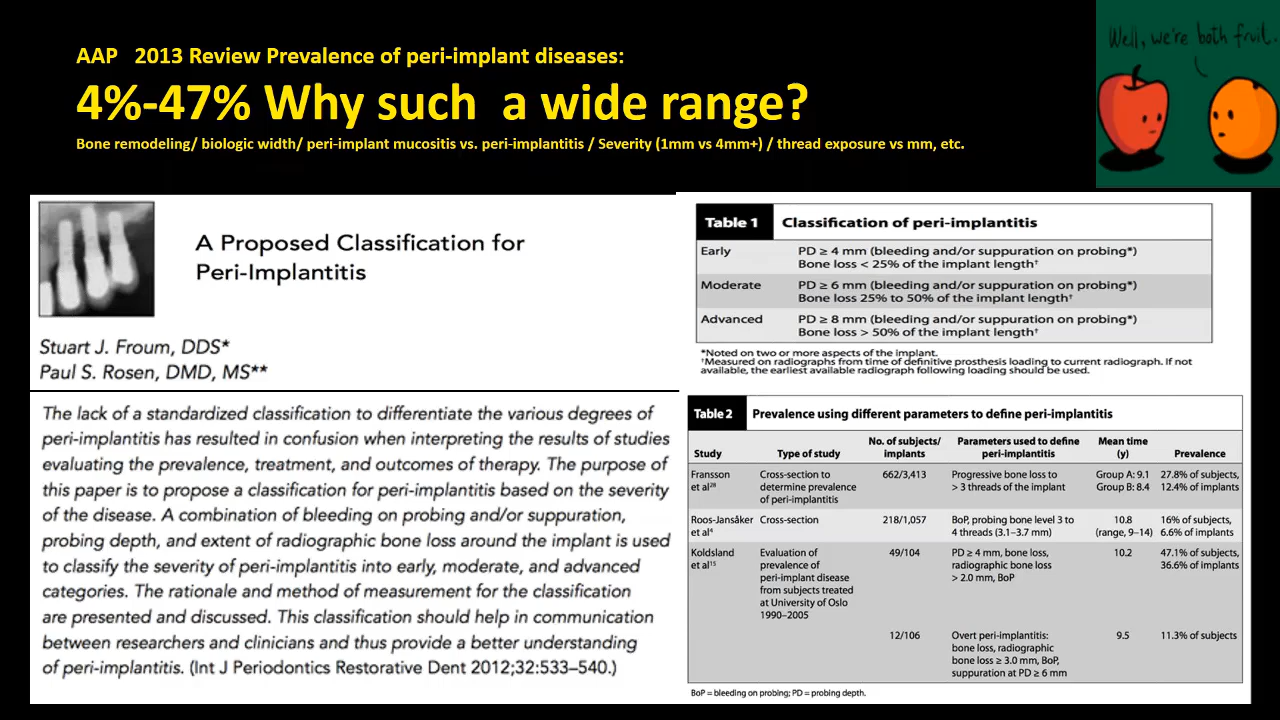 AAP 2013 Review Prevalence of peri-implant diseases:
4%-47% Why such a wide range?
Bone remodeling/ biologic width/ peri-implant mucositis vs. peri-implantitis / Severity (1mm vs 4mm+) / thread exposure vs mm, etc.
Well, we're both fruit.
A Proposed Classification for
Peri-Implantitis
Stuart J. Froum, DDS*
Paul S. Rosen, DMD, MS**
The lack of a standardized classification to differentiate the various degrees of
peri-implantitis has resulted in confusion when interpreting the results of studies
evaluating the prevalence, treatment, and outcomes of therapy. The purpose of
this paper is to propose a classification for peri-implantitis based on the severity
of the disease. A combination of bleeding on probing and/or suppuration,
probing depth, and extent of radiographic bone loss around the implant is used
to classify the severity of peri-implantitis into early, moderate, and advanced
categories. The rationale and method of measurement for the classification
are presented and discussed. This classification should help in communication
between researchers and clinicians and thus provide a better understanding
of peri-implantitis. (Int J Periodontics Restorative Dent 2012;32:533–540.)
Table 1 Classification of peri-implantitis
Early PD ≥ 4 mm (bleeding and/or suppuration on probing*)
Bone loss < 25% of the implant length†
Moderate PD ≥ 6 mm (bleeding and/or suppuration on probing*)
Bone loss 25% to 50% of the implant length†
Advanced PD ≥ 8 mm (bleeding and/or suppuration on probing*)
Bone loss > 50% of the implant length†
*Noted on two or more aspects of the implant.
†Measured on radiographs from time of definitive prosthesis loading to current radiograph. If not
available, the earliest available radiograph following loading should be used.
Table 2 Prevalence using different parameters to define peri-implantitis
No. of subjects/ Parameters used to define Mean time
Study Type of study implants peri-implantitis (y) Prevalence
Fransson Cross-section to 662/3,413 Progressive bone loss to Group A: 9.1 27.8% of subjects,
et al²⁸ determine prevalence > 3 threads of the implant Group B: 8.4 12.4% of implants
of peri-implantitis
Roos-Jansåker Cross-section 218/1,057 BoP, probing bone level 3 to 10.8 16% of subjects,
et al⁴ 4 threads (3.1–3.7 mm) (range, 9–14) 6.6% of implants
Koldsland Evaluation of 49/104 PD ≥ 4 mm, bone loss, 10.2 47.1% of subjects,
et al¹⁵ prevalence of radiographic bone loss 36.6% of implants
peri-implant disease > 2.0 mm, BoP
from subjects treated
at University of Oslo
1990–2005
12/106 Overt peri-implantitis: 9.5 11.3% of subjects
bone loss, radiographic
bone loss ≥ 3.0 mm, BoP,
suppuration at PD ≥ 6 mm
BoP = bleeding on probing; PD = probing depth.